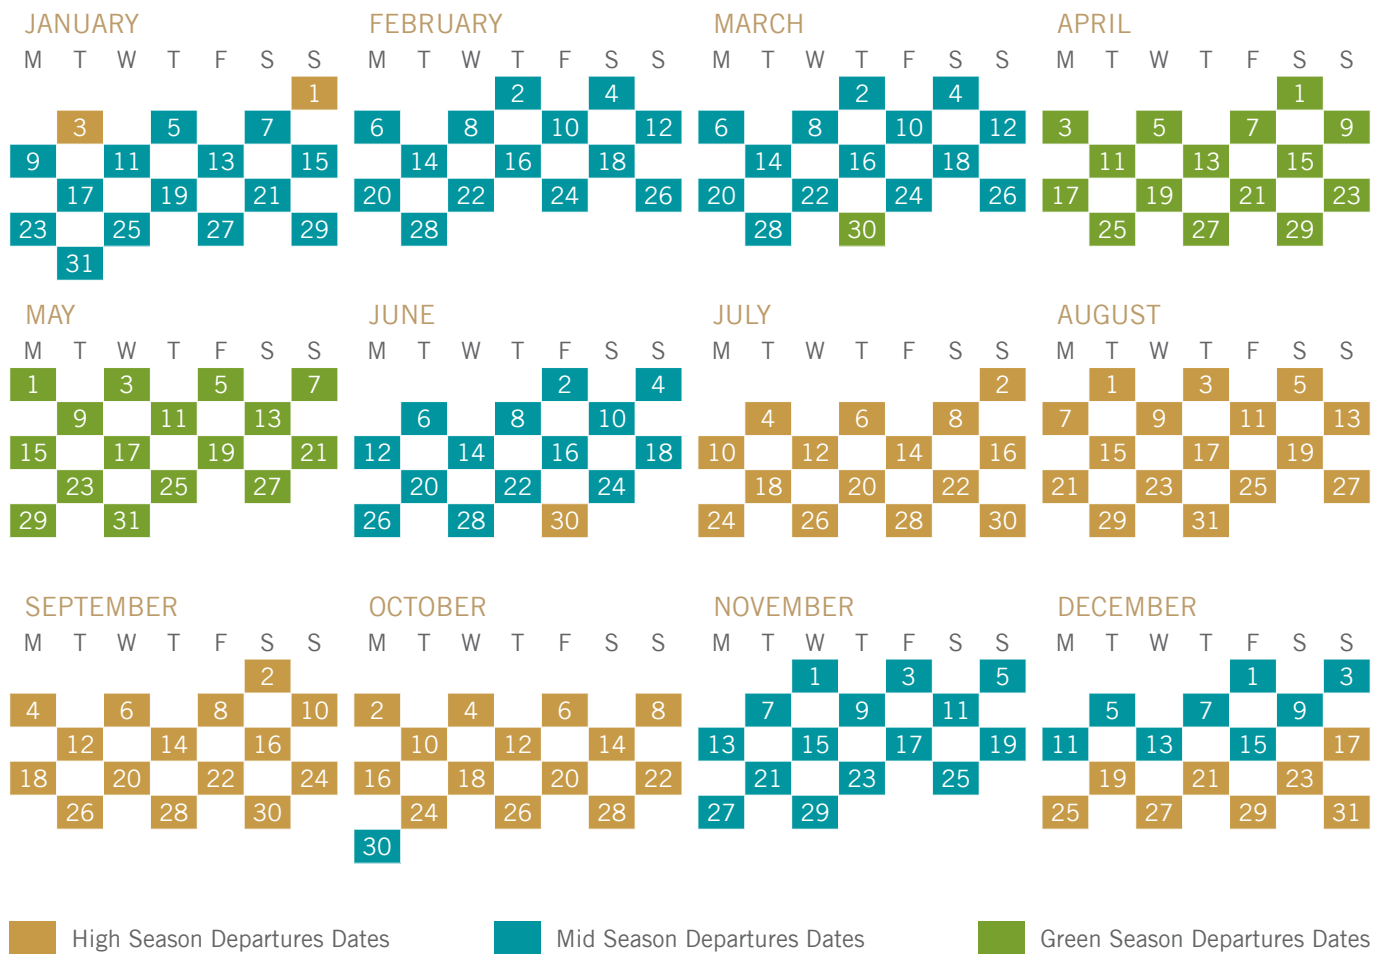 JANUARY FEBRUARY MARCH APRIL
M T W T F S S M T W T F S S M T W T F S S M T W T F S S
1 2 4 2 4 1
3 5 7 6 8 10 12 6 8 10 12 3 5 7 9
9 11 13 15 14 16 18 14 16 18 11 13 15
17 19 21 20 22 24 26 20 22 24 26 17 19 21 23
23 25 27 29 28 28 30 25 27 29
31
MAY JUNE JULY AUGUST
M T W T F S S M T W T F S S M T W T F S S M T W T F S S
1 3 5 7 2 4 2 1 3 5
9 11 13 6 8 10 4 6 8 7 9 11 13
15 17 19 21 12 14 16 18 10 12 14 16 15 17 19
23 25 27 20 22 24 18 20 22 21 23 25 27
29 31 26 28 30 24 26 28 30 29 31
SEPTEMBER OCTOBER NOVEMBER DECEMBER
M T W T F S S M T W T F S S M T W T F S S M T W T F S S
2 1 3 5 1 3
4 6 8 10 2 4 6 8 7 9 11 5 7 9
12 14 16 10 12 14 13 15 17 19 11 13 15 17
18 20 22 24 16 18 20 22 21 23 25 19 21 23
26 28 30 24 26 28 27 29 25 27 29 31
30
High Season Departures Dates Mid Season Departures Dates Green Season Departures Dates